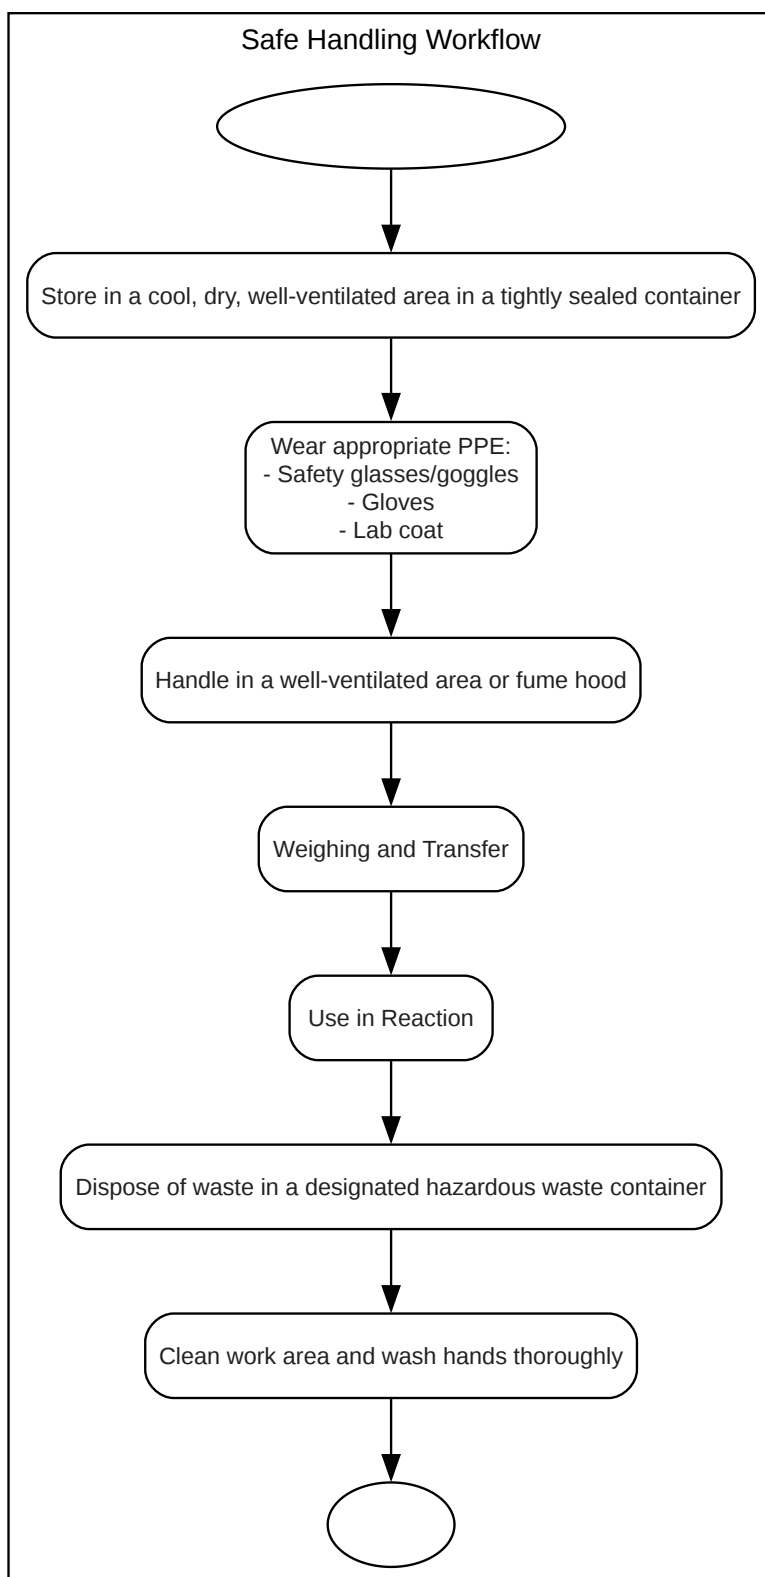 Safe Handling Workflow
Store in a cool, dry, well-ventilated area in a tightly sealed container
Wear appropriate PPE:
- Safety glasses/goggles
- Gloves
- Lab coat
Handle in a well-ventilated area or fume hood
Weighing and Transfer
Use in Reaction
Dispose of waste in a designated hazardous waste container
Clean work area and wash hands thoroughly